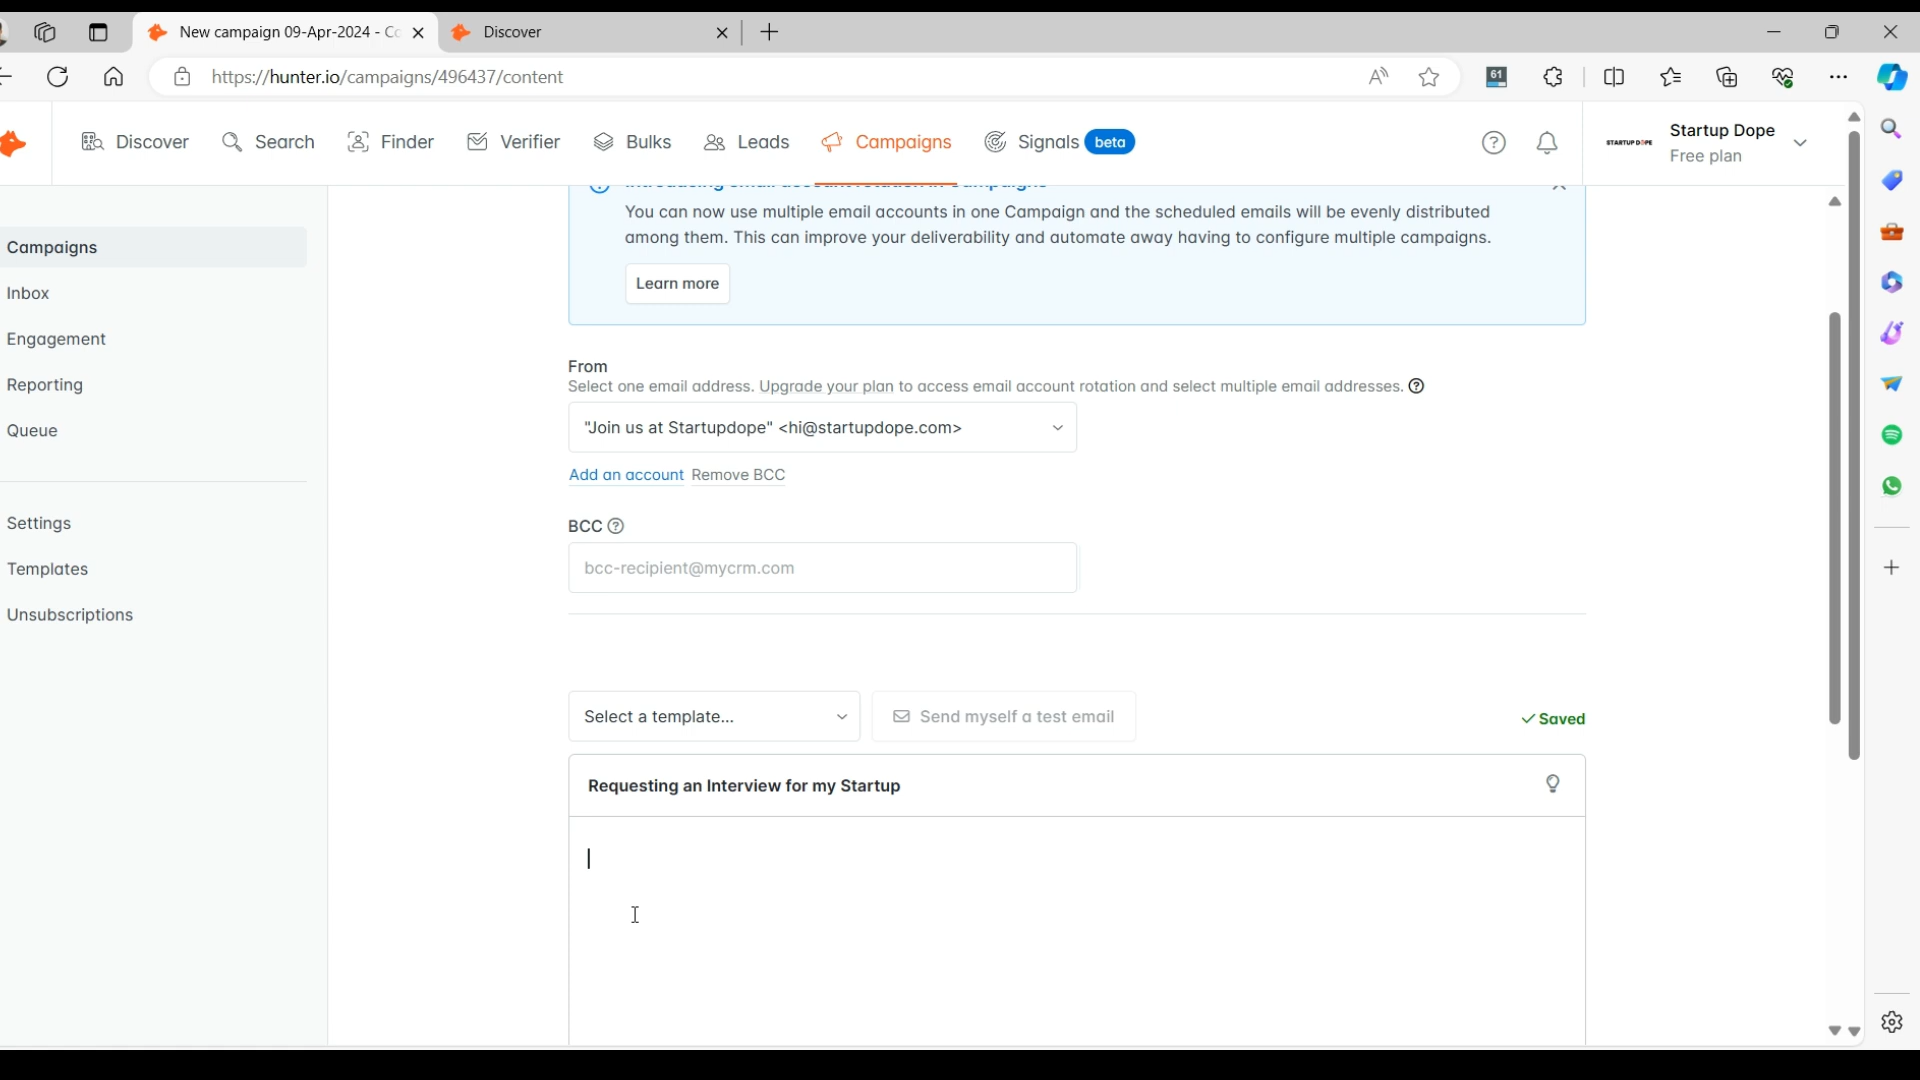 New campaign 09-Apr-2024 - Co
Discover
https://hunter.io/campaigns/496437/content
61
Discover
Search
Finder
Verifier
Bulks
Leads
Campaigns
Signals beta
STARTUP DOPE
Startup Dope
Free plan
Campaigns
Inbox
Engagement
Reporting
Queue
Settings
Templates
Unsubscriptions
You can now use multiple email accounts in one Campaign and the scheduled emails will be evenly distributed
among them. This can improve your deliverability and automate away having to configure multiple campaigns.
Learn more
From
Select one email address. Upgrade your plan to access email account rotation and select multiple email addresses.
"Join us at Startupdope" <hi@startupdope.com>
Add an account Remove BCC
BCC
bcc-recipient@mycrm.com
Select a template...
Send myself a test email
Saved
Requesting an Interview for my Startup